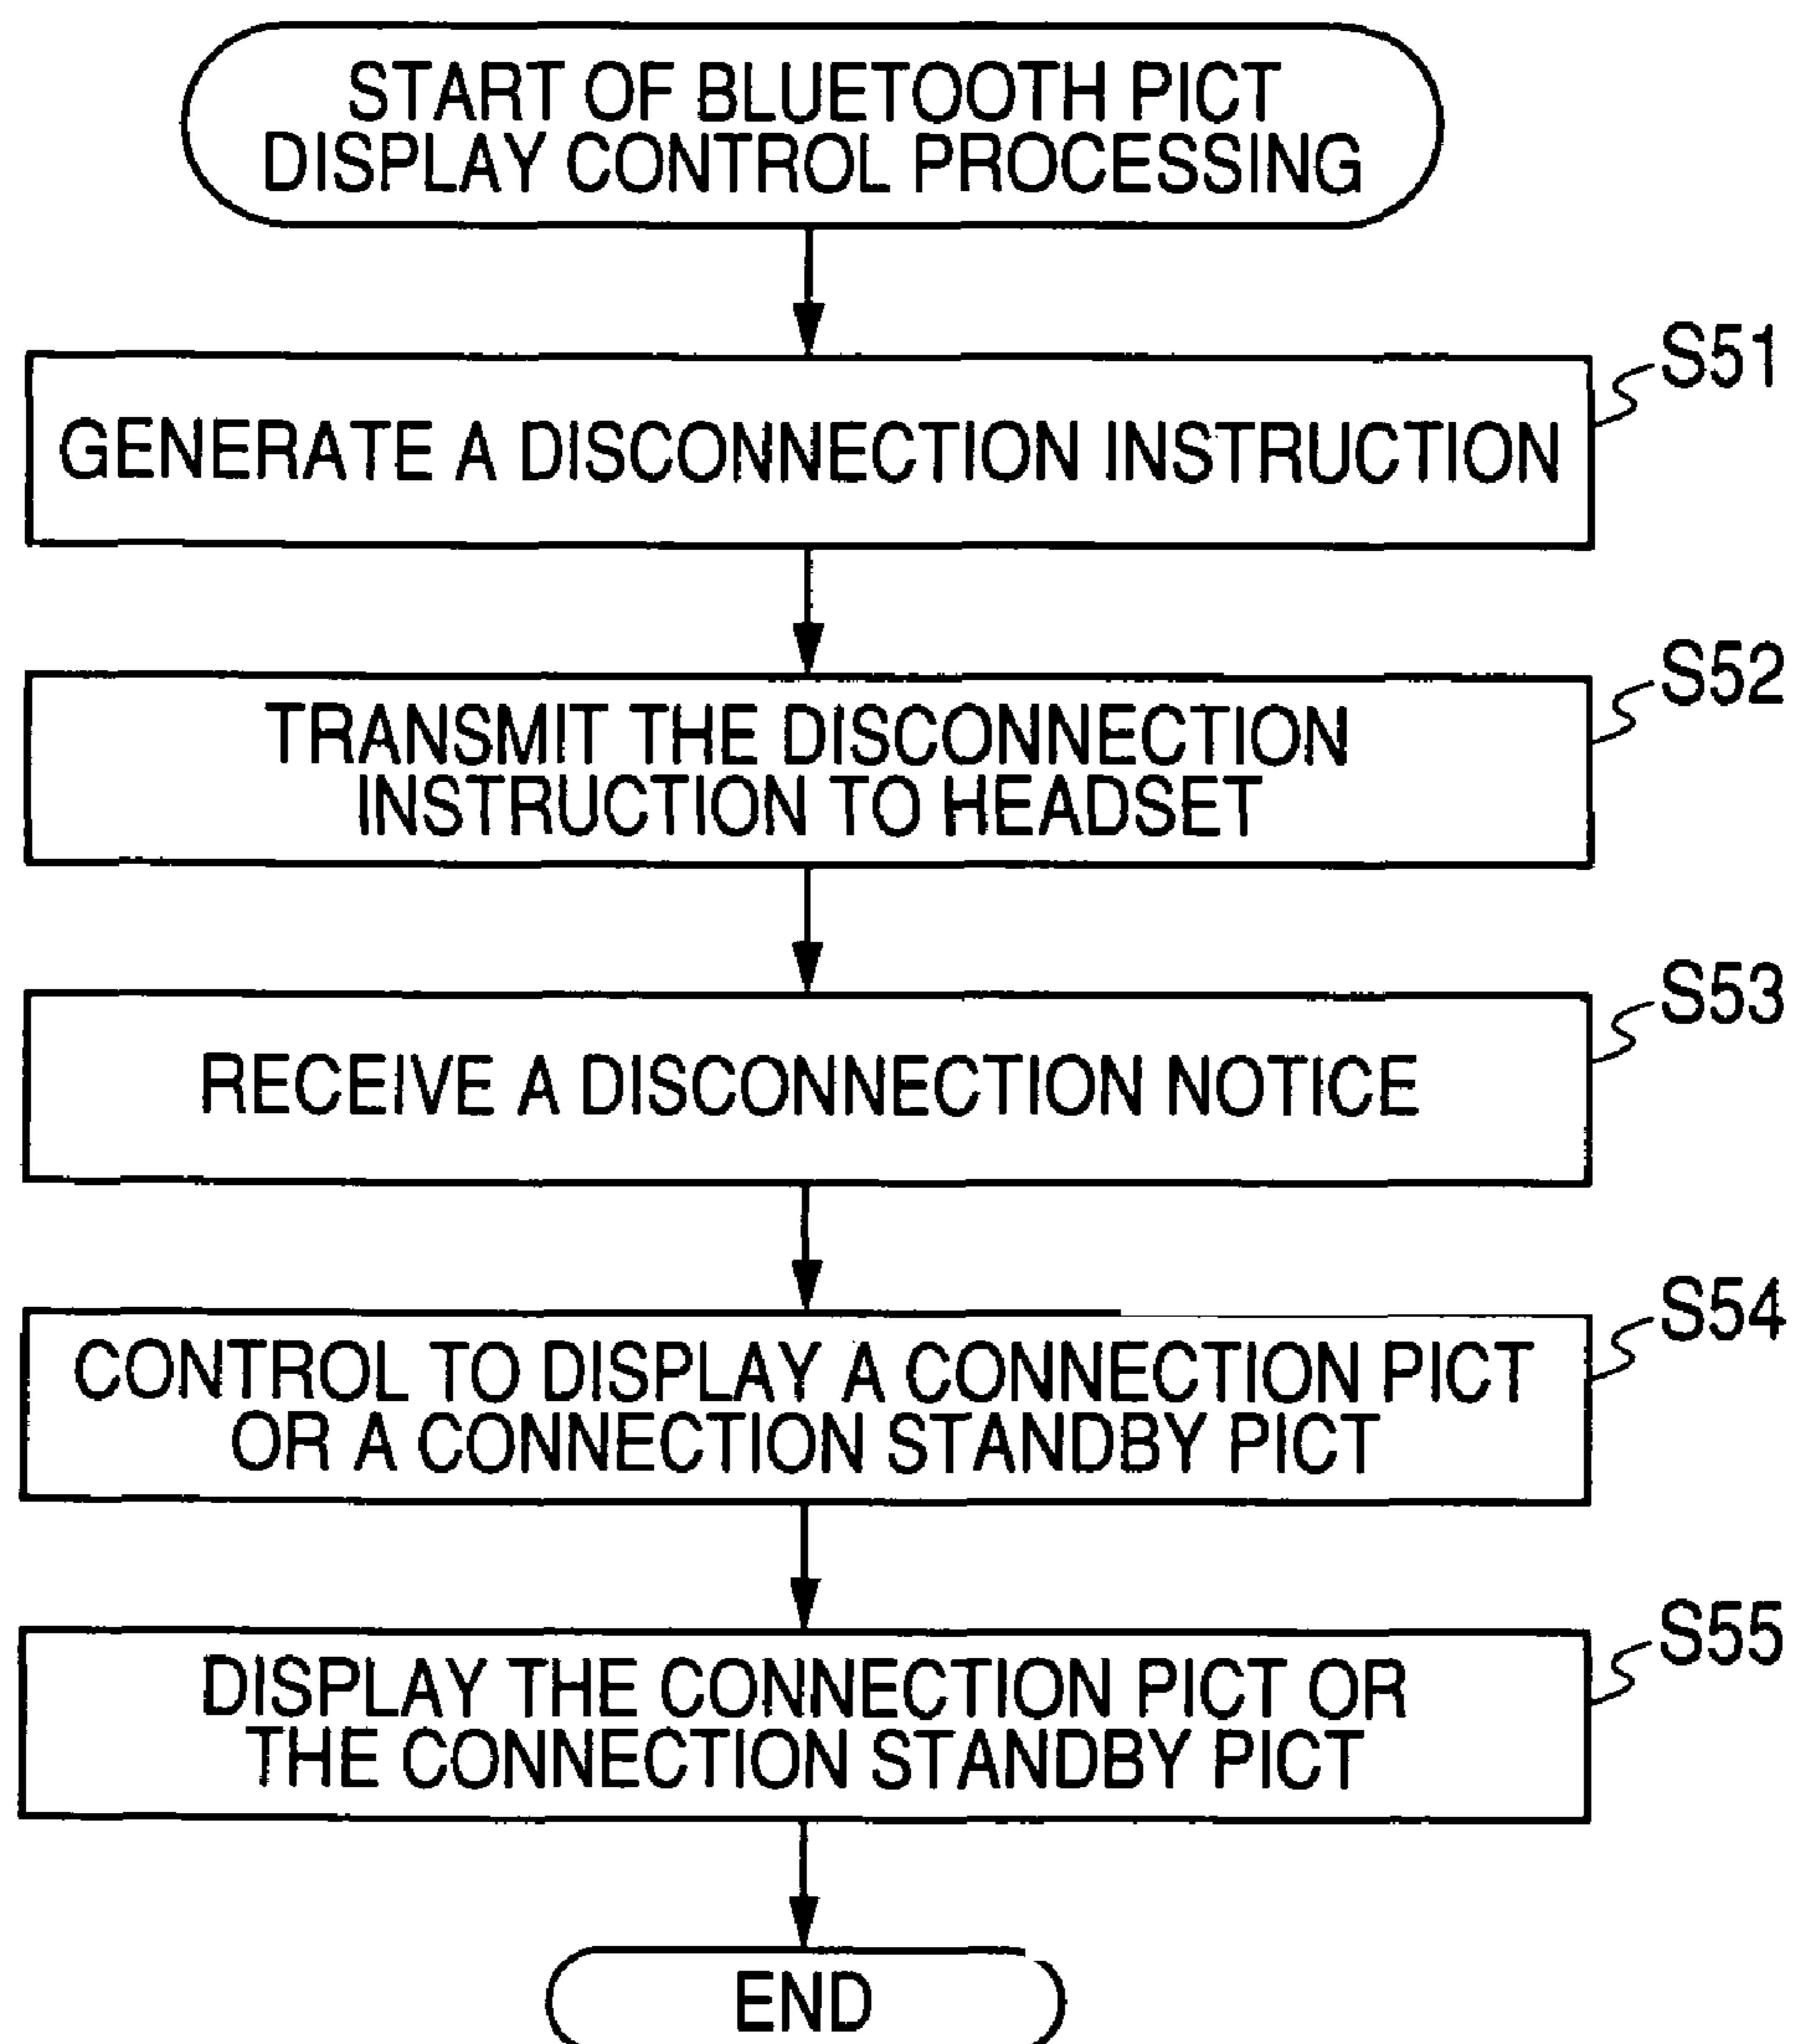 START OF BLUETOOTH PICT
DISPLAY CONTROL PROCESSING
S51
GENERATE A DISCONNECTION INSTRUCTION
S52
TRANSMIT THE DISCONNECTION
INSTRUCTION TO HEADSET
S53
RECEIVE A DISCONNECTION NOTICE
S54
CONTROL TO DISPLAY A CONNECTION PICT
OR A CONNECTION STANDBY PICT
S55
DISPLAY THE CONNECTION PICT OR
THE CONNECTION STANDBY PICT
END